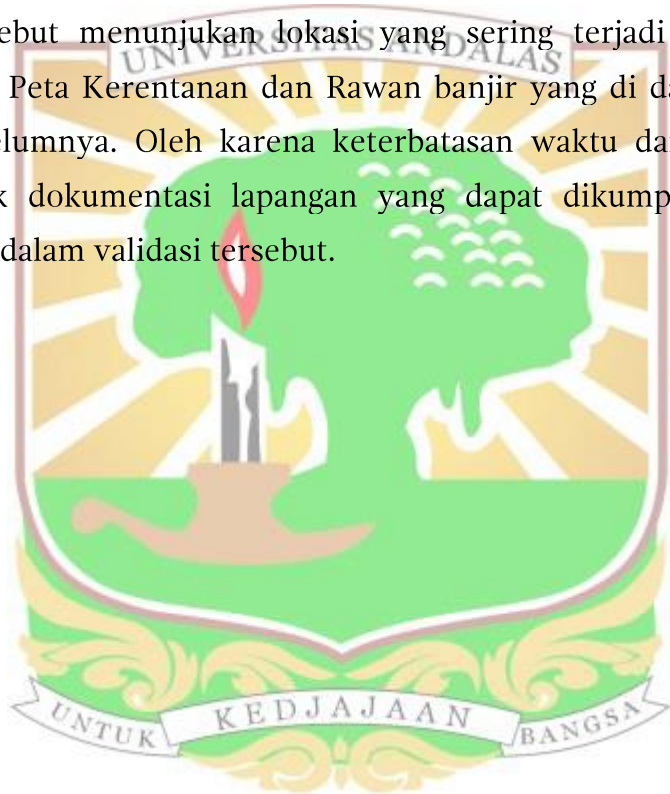 ebut menunjukan lokasi yang sering terjadi
UNIVERSITAS ANDALAS
Peta Kerentanan dan Rawan banjir yang di da
elumnya. Oleh karena keterbatasan waktu da
k dokumentasi lapangan yang dapat dikump
dalam validasi tersebut.
UNTUK KEDJAJAAN BANGSA